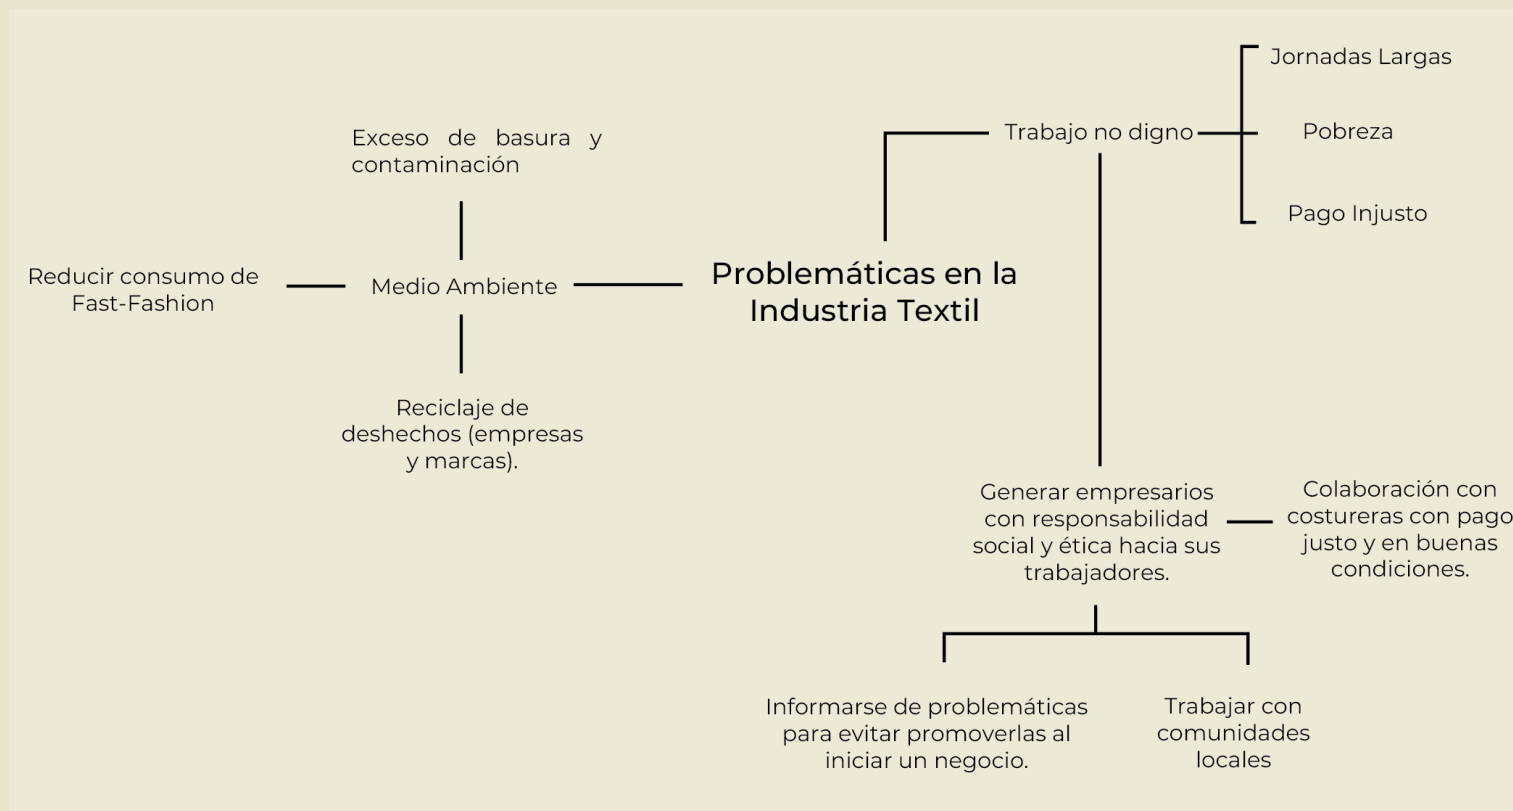 Jornadas Largas
Trabajo no digno
Pobreza
Pago Injusto
Exceso de basura y
contaminación
Reducir consumo de
Fast-Fashion
Medio Ambiente
Problemáticas en la
Industria Textil
Reciclaje de
deshechos (empresas
y marcas).
Generar empresarios
con responsabilidad
social y ética hacia sus
trabajadores.
Colaboración con
costureras con pago
justo y en buenas
condiciones.
Informarse de problemáticas
para evitar promoverlas al
iniciar un negocio.
Trabajar con
comunidades
locales